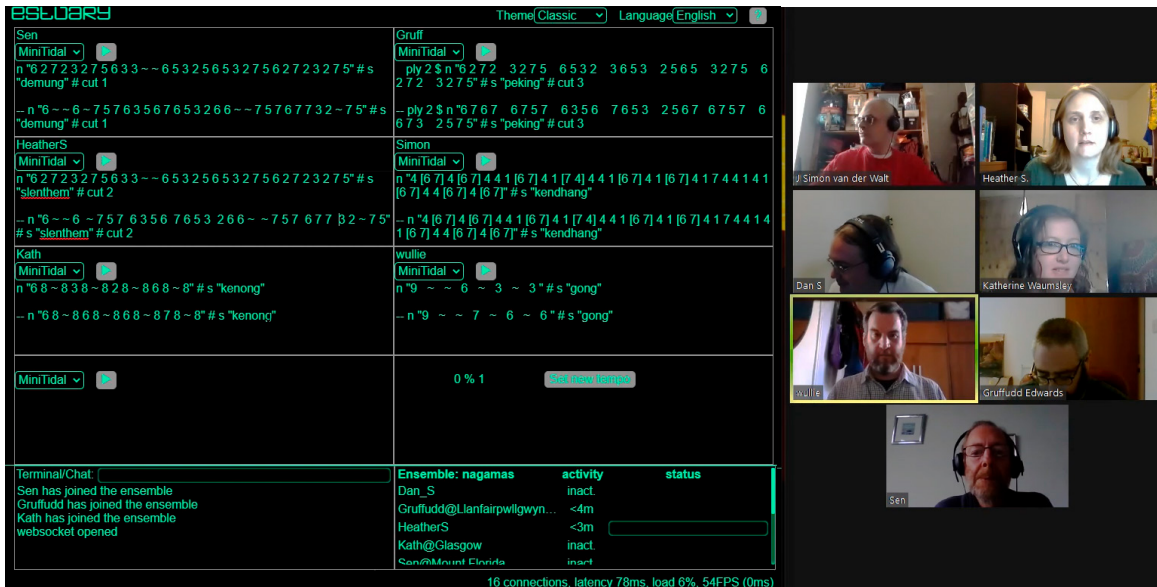 estuary
Theme Classic Language English ?
Sen
MiniTidal
n "6 2 7 2 3 2 7 5 6 3 3 ~ ~ 6 5 3 2 5 6 5 3 2 7 5 6 2 7 2 3 2 7 5" # s
"demung" # cut 1
-- n "6 ~ ~ 6 ~ 7 5 7 6 3 5 6 7 6 5 3 2 6 6 ~ ~ 7 5 7 6 7 7 3 2 ~ 7 5" # s
"demung" # cut 1
Gruff
MiniTidal
ply 2 $ n "6 2 7 2 3 2 7 5 6 5 3 2 3 6 5 3 2 5 6 5 3 2 7 5 6
2 7 2 3 2 7 5" # s "peking" # cut 3
-- ply 2 $ n "6 7 6 7 6 7 5 7 6 3 5 6 7 6 5 3 2 5 6 7 6 7 5 7 6
6 7 3 2 5 7 5" # s "peking" # cut 3
HeatherS
MiniTidal
n "6 2 7 2 3 2 7 5 6 3 3 ~ ~ 6 5 3 2 5 6 5 3 2 7 5 6 2 7 2 3 2 7 5" # s
"slenthem" # cut 2
-- n "6 ~ ~ 6 ~ 7 5 7 6 3 5 6 7 6 5 3 2 6 6 ~ ~ 7 5 7 6 7 7 3 2 ~ 7 5"
# s "slenthem" # cut 2
Simon
MiniTidal
n "4 [6 7] 4 [6 7] 4 4 1 [6 7] 4 1 [7 4] 4 4 1 [6 7] 4 1 [6 7] 4 1 7 4 4 1 4 1
[6 7] 4 4 [6 7] 4 [6 7]" # s "kendhang"
-- n "4 [6 7] 4 [6 7] 4 4 1 [6 7] 4 1 [7 4] 4 4 1 [6 7] 4 1 [6 7] 4 1 7 4 4 1 4
1 [6 7] 4 4 [6 7] 4 [6 7]" # s "kendhang"
Kath
MiniTidal
n "6 8 ~ 8 3 8 ~ 8 2 8 ~ 8 6 8 ~ 8" # s "kenong"
-- n "6 8 ~ 8 6 8 ~ 8 6 8 ~ 8 7 8 ~ 8" # s "kenong"
wullie
MiniTidal
n "9 ~ ~ 6 ~ 3 ~ 3 " # s "gong"
-- n "9 ~ ~ 7 ~ 6 ~ 6 " # s "gong"
MiniTidal
0 % 1 Set new tempo
Terminal/Chat:
Sen has joined the ensemble
Gruffudd has joined the ensemble
Kath has joined the ensemble
websocket opened
Ensemble: nagamas activity status
Dan_S inact.
Gruffudd@Llanfairpwllgwyn... <4m
HeatherS <3m
Kath@Glasgow inact.
Sen@Mount Florida inact
16 connections, latency 78ms, load 6%, 54FPS (0ms)
J Simon van der Walt
Heather S.
Dan S
Katherine Waumsley
wullie
Gruffudd Edwards
Sen